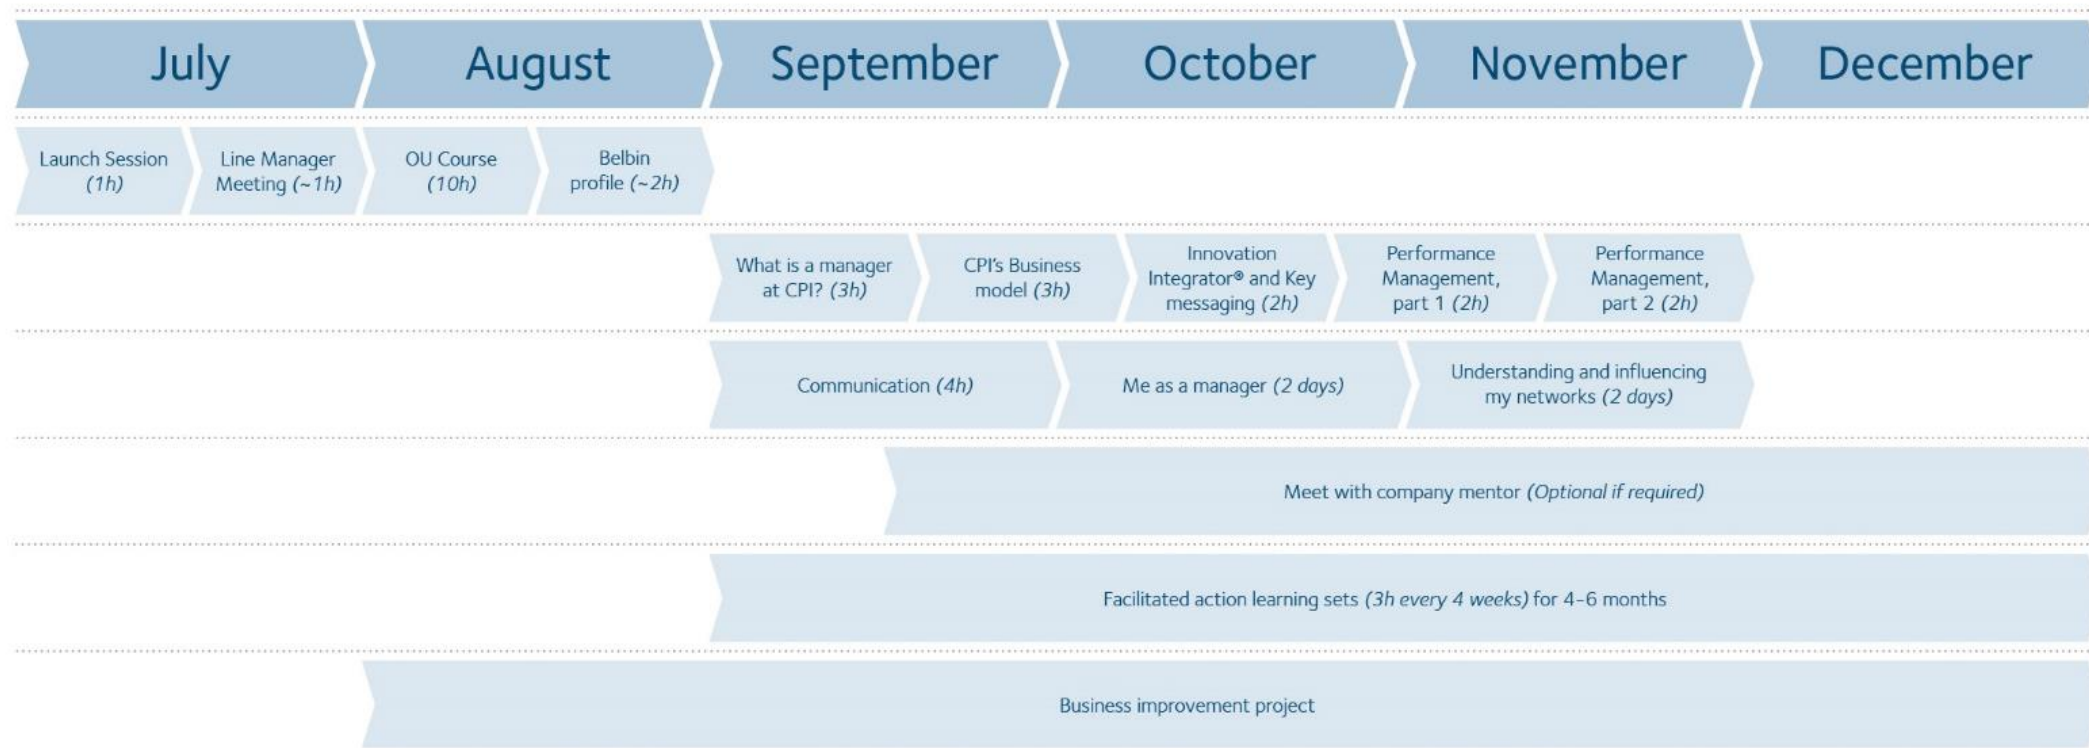 July
August
September
October
November
December
Launch Session
(1h)
Line Manager
Meeting (~1h)
OU Course
(10h)
Belbin
profile (~2h)
What is a manager
at CPI? (3h)
CPI's Business
model (3h)
Innovation
Integrator® and Key
messaging (2h)
Performance
Management,
part 1 (2h)
Performance
Management,
part 2 (2h)
Communication (4h)
Me as a manager (2 days)
Understanding and influencing
my networks (2 days)
Meet with company mentor (Optional if required)
Facilitated action learning sets (3h every 4 weeks) for 4-6 months
Business improvement project